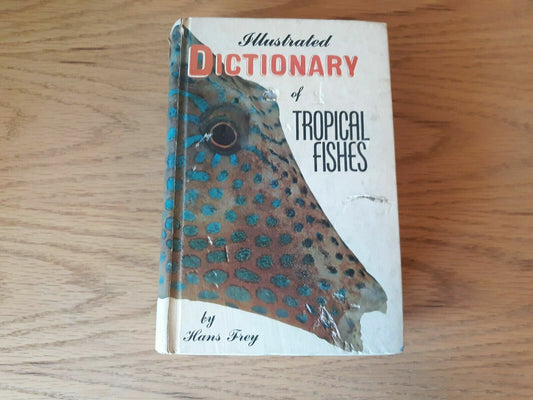 Illustrated
DICTIONARY
of
TROPICAL
FISHES
by
Hans Frey